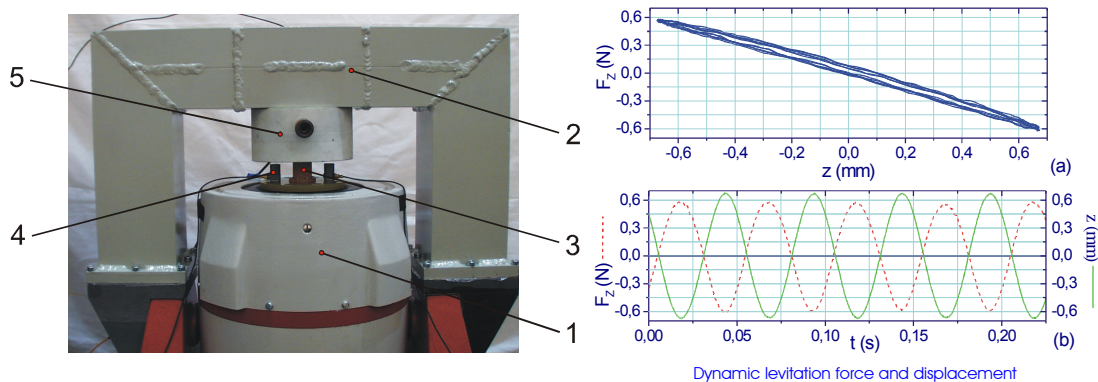 5
2
4
3
1
0,6
0,3
0,0
-0,3
-0,6
F_Z (N)
-0,6 -0,4 -0,2 0,0 0,2 0,4 0,6
z (mm)
(a)
0,6 0,6
0,3 0,3
0,0 0,0
-0,3 -0,3
-0,6 -0,6
F_Z (N)
z (mm)
0,00 0,05 0,10 0,15 0,20
t (s)
(b)
Dynamic levitation force and displacement